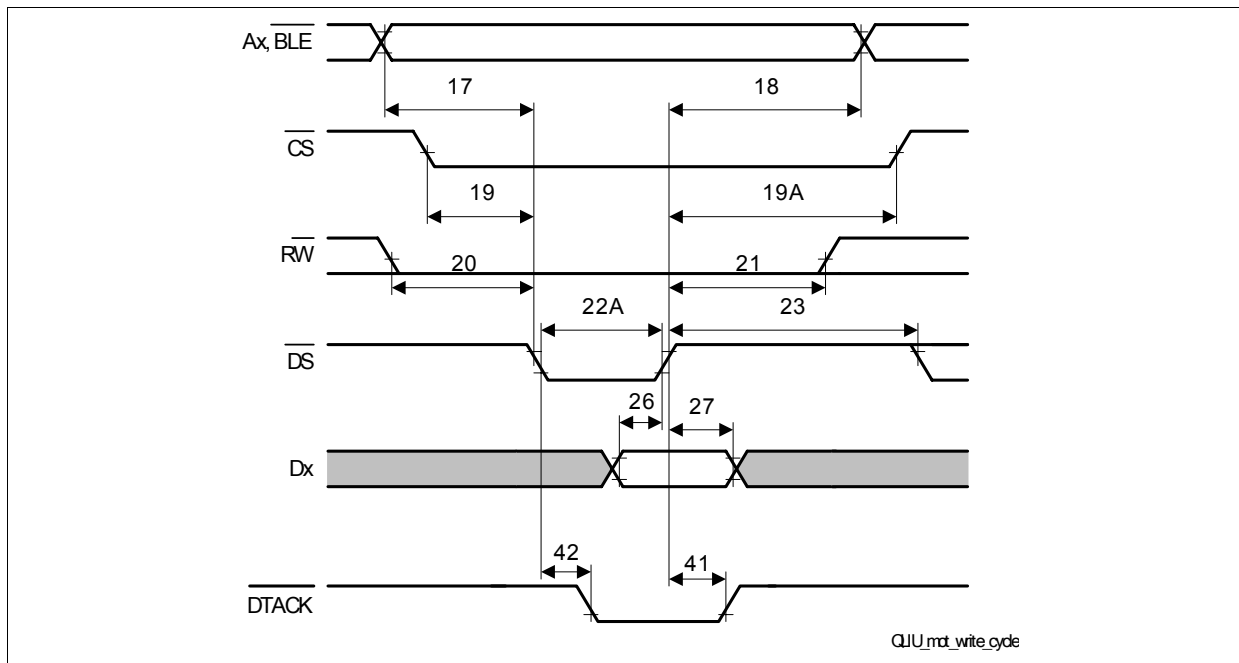 Ax, BLE
17
18
CS
19
19A
RW
20
21
22A
23
DS
26
27
Dx
42
41
DTACK
QLIU_mot_write_cycle